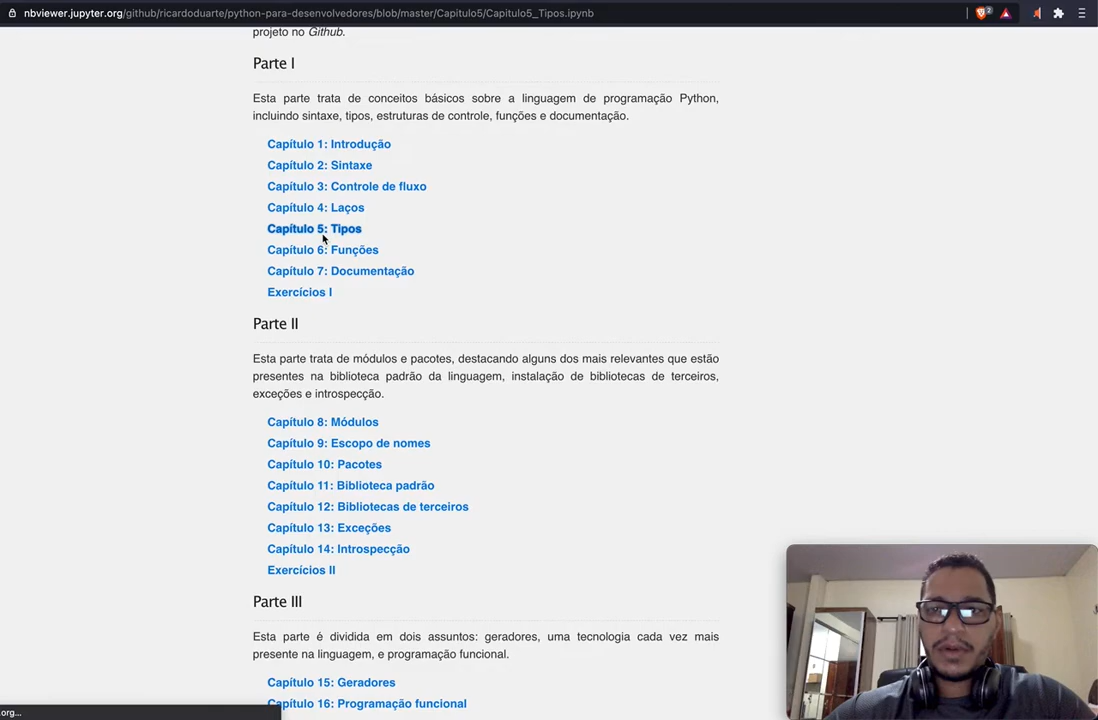 nbviewer.jupyter.org/github/ricardoduarte/python-para-desenvolvedores/blob/master/Capitulo5/Capitulo5_Tipos.ipynb
2
projeto no Github.
Parte I
Esta parte trata de conceitos básicos sobre a linguagem de programação Python,
incluindo sintaxe, tipos, estruturas de controle, funções e documentação.
Capítulo 1: Introdução
Capítulo 2: Sintaxe
Capítulo 3: Controle de fluxo
Capítulo 4: Laços
Capítulo 5: Tipos
Capítulo 6: Funções
Capítulo 7: Documentação
Exercícios I
Parte II
Esta parte trata de módulos e pacotes, destacando alguns dos mais relevantes que estão
presentes na biblioteca padrão da linguagem, instalação de bibliotecas de terceiros,
exceções e introspecção.
Capítulo 8: Módulos
Capítulo 9: Escopo de nomes
Capítulo 10: Pacotes
Capítulo 11: Biblioteca padrão
Capítulo 12: Bibliotecas de terceiros
Capítulo 13: Exceções
Capítulo 14: Introspecção
Exercícios II
Parte III
Esta parte é dividida em dois assuntos: geradores, uma tecnologia cada vez mais
presente na linguagem, e programação funcional.
Capítulo 15: Geradores
Capítulo 16: Programação funcional
.org...